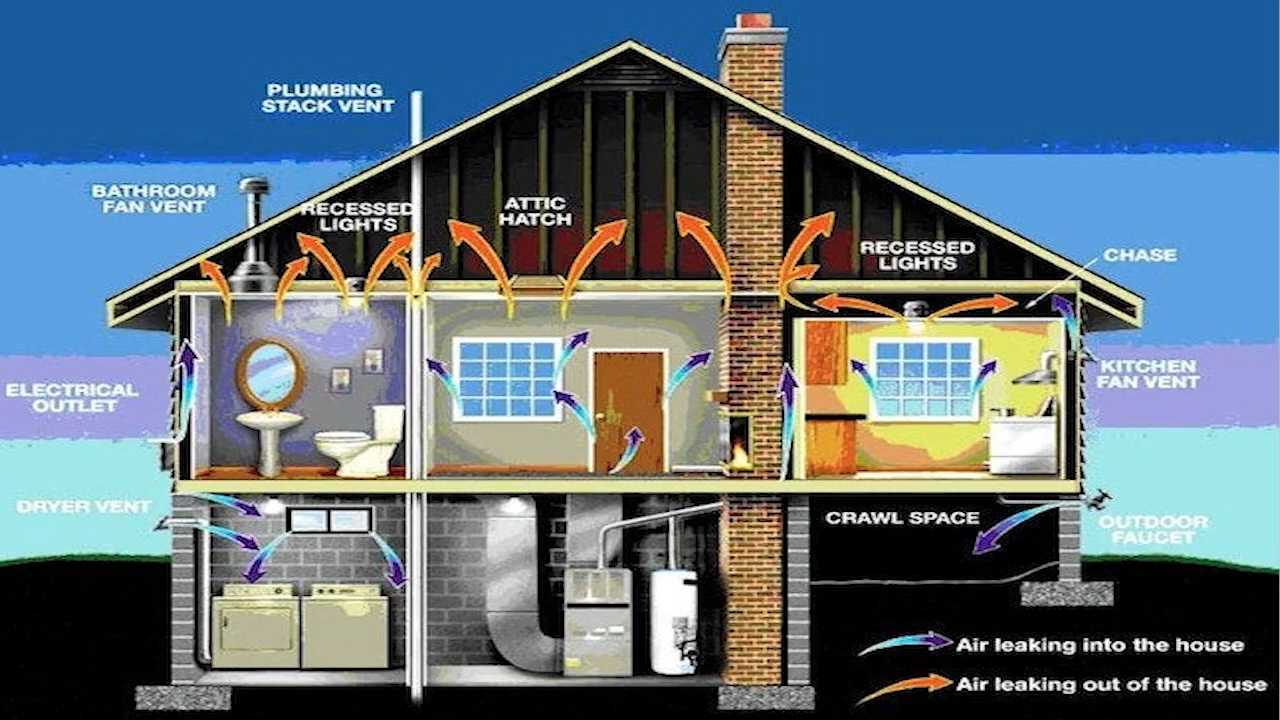 PLUMBING
STACK VENT
BATHROOM
FAN VENT
RECESSED
LIGHTS
ATTIC
HATCH
RECESSED
LIGHTS
CHASE
ELECTRICAL
OUTLET
KITCHEN
FAN VENT
DRYER VENT
CRAWL SPACE
OUTDOOR
FAUCET
Air leaking into the house
Air leaking out of the house